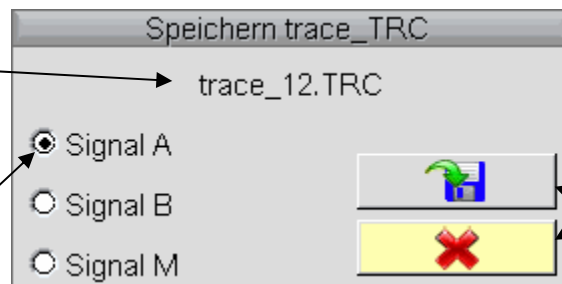 Speichern trace_TRC
trace_12.TRC
Signal A
Signal B
Signal M